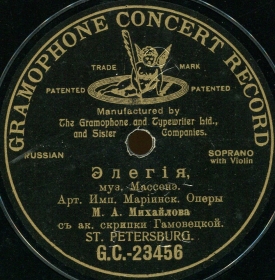 GRAMOPHONE CONCERT RECORD
TRADE MARK
PATENTED PATENTED
Manufactured by
The Gramophone and Typewriter Ltd.,
and Sister Companies.
RUSSIAN SOPRANO
with Violin
Элегія,
муз. Массенэ.
Арт. Имп. Маріинск. Оперы
М. А. Михайлова
съ ак. скрипки Гамовецкой.
ST. PETERSBURG.
G.C.-23456